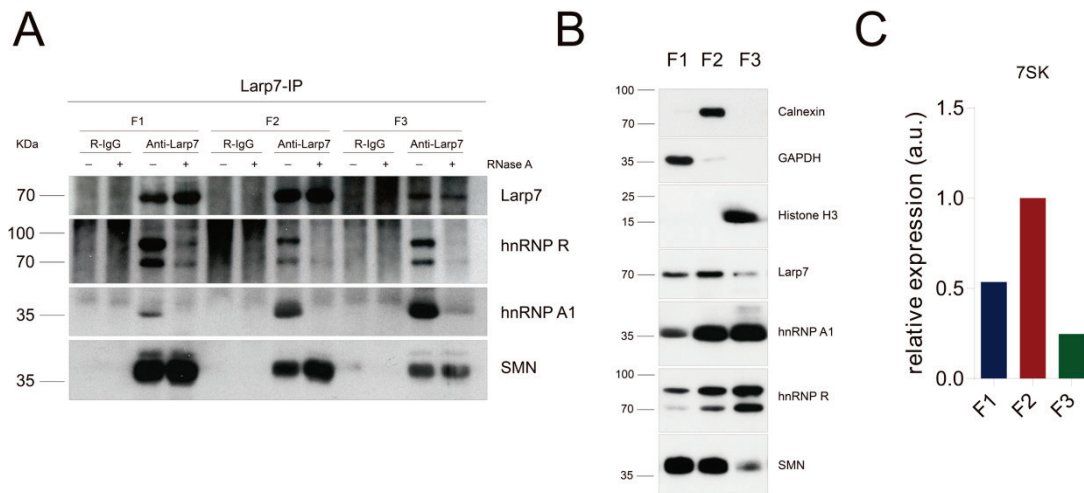 A
Larp7-IP
F1 F2 F3
KDa R-IgG Anti-Larp7 R-IgG Anti-Larp7 R-IgG Anti-Larp7
– + – + – + – + – + – + RNase A
70 Larp7
100
70 hnRNP R
35 hnRNP A1
35 SMN
B
F1 F2 F3
100
70 Calnexin
35 GAPDH
25
15 Histone H3
70 Larp7
35 hnRNP A1
100
70 hnRNP R
35 SMN
C
7SK
relative expression (a.u.)
1.5
1.0
0.5
0.0
F1 F2 F3